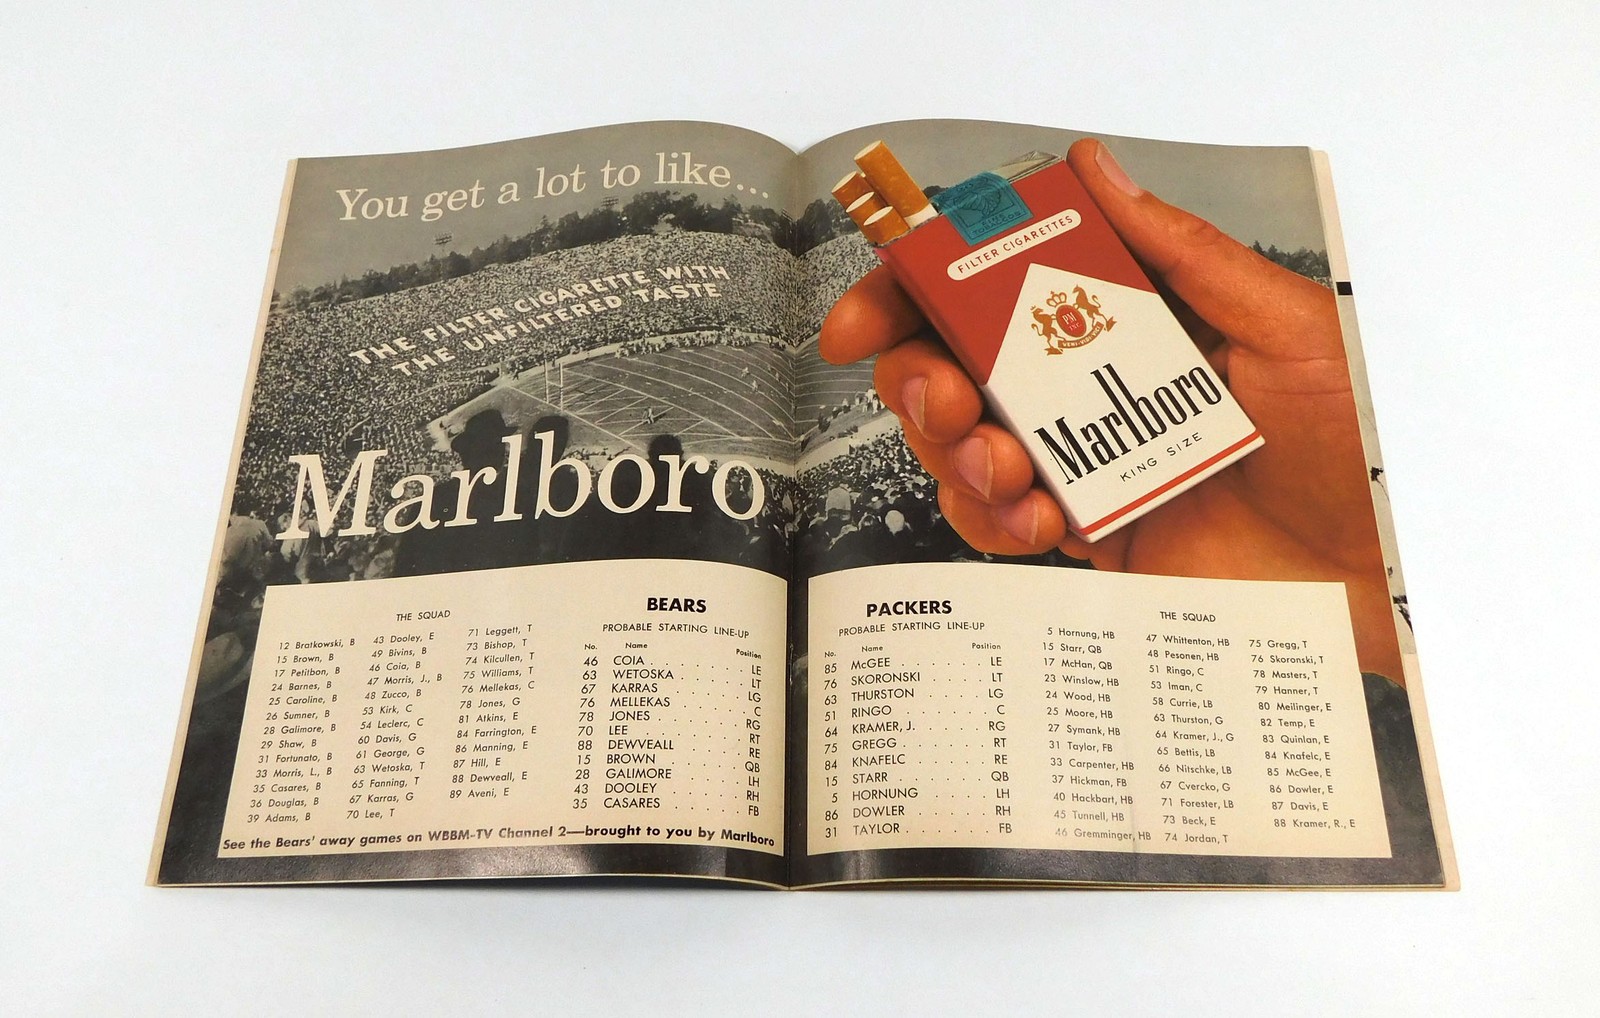 You get a lot to like...
THE FILTER CIGARETTE WITH
THE UNFILTERED TASTE
Marlboro
FILTER CIGARETTES
PM
INC.
Marlboro
KING SIZE
THE SQUAD
12 Bratkowski, B
15 Brown, B
17 Petitbon, B
24 Barnes, B
25 Caroline, B
26 Sumner, B
28 Galimore, B
29 Shaw, B
31 Fortunato, B
33 Morris, L., B
35 Casares, B
36 Douglas, B
39 Adams, B
43 Dooley, E
49 Bivins, B
46 Coia, B
47 Morris, J., B
48 Zucco, B
53 Kirk, C
54 Leclerc, C
60 Davis, G
61 George, G
63 Wetoska, T
65 Fanning, T
67 Karras, G
70 Lee, T
71 Leggett, T
73 Bishop, T
74 Kilcullen, T
75 Williams, T
76 Mellekas, C
78 Jones, G
81 Atkins, E
84 Farrington, E
86 Manning, E
87 Hill, E
88 Dewveall, E
89 Aveni, E
BEARS
PROBABLE STARTING LINE-UP
No. Name Position
46 COIA . . . . . . . LE
63 WETOSKA . . . . . LT
67 KARRAS . . . . . . LG
76 MELLEKAS . . . . . C
78 JONES . . . . . . RG
70 LEE . . . . . . . RT
88 DEWVEALL . . . . . RE
15 BROWN . . . . . . QB
28 GALIMORE . . . . . LH
43 DOOLEY . . . . . . RH
35 CASARES . . . . . FB
See the Bears' away games on WBBM-TV Channel 2—brought to you by Marlboro
PACKERS
PROBABLE STARTING LINE-UP
No. Name Position
85 McGEE . . . . . . LE
76 SKORONSKI . . . . LT
63 THURSTON . . . . LG
51 RINGO . . . . . . C
64 KRAMER, J. . . . . RG
75 GREGG . . . . . . RT
84 KNAFELC . . . . . RE
15 STARR . . . . . . QB
5 HORNUNG . . . . . LH
86 DOWLER . . . . . RH
31 TAYLOR . . . . . . FB
THE SQUAD
5 Hornung, HB
15 Starr, QB
17 McHan, QB
23 Winslow, HB
24 Wood, HB
25 Moore, HB
27 Symank, HB
31 Taylor, FB
33 Carpenter, HB
37 Hickman, FB
40 Hackbart, HB
45 Tunnell, HB
46 Gremminger, HB
47 Whittenton, HB
48 Pesonen, HB
51 Ringo, C
53 Iman, C
58 Currie, LB
63 Thurston, G
64 Kramer, J., G
65 Bettis, LB
66 Nitschke, LB
67 Cvercko, G
71 Forester, LB
73 Beck, E
74 Jordan, T
75 Gregg, T
76 Skoronski, T
78 Masters, T
79 Hanner, T
80 Meilinger, E
82 Temp, E
83 Quinlan, E
84 Knafelc, E
85 McGee, E
86 Dowler, E
87 Davis, E
88 Kramer, R., E